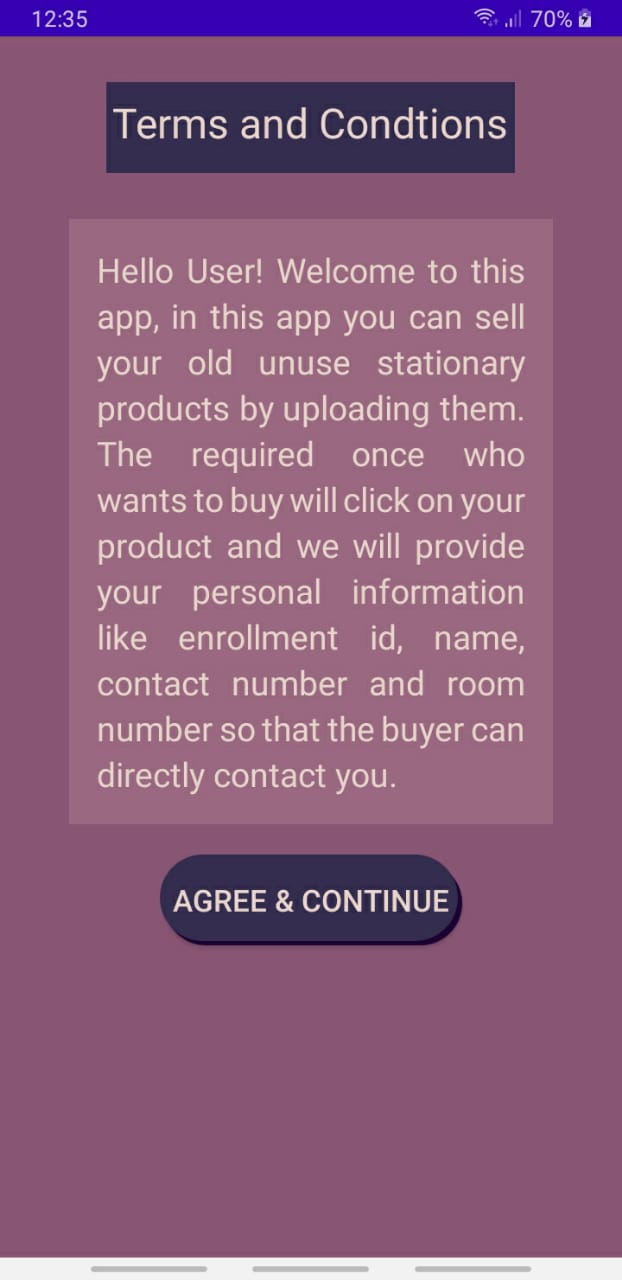 12:35 70%
Terms and Condtions
Hello User! Welcome to this
app, in this app you can sell
your old unuse stationary
products by uploading them.
The required once who
wants to buy will click on your
product and we will provide
your personal information
like enrollment id, name,
contact number and room
number so that the buyer can
directly contact you.
AGREE & CONTINUE